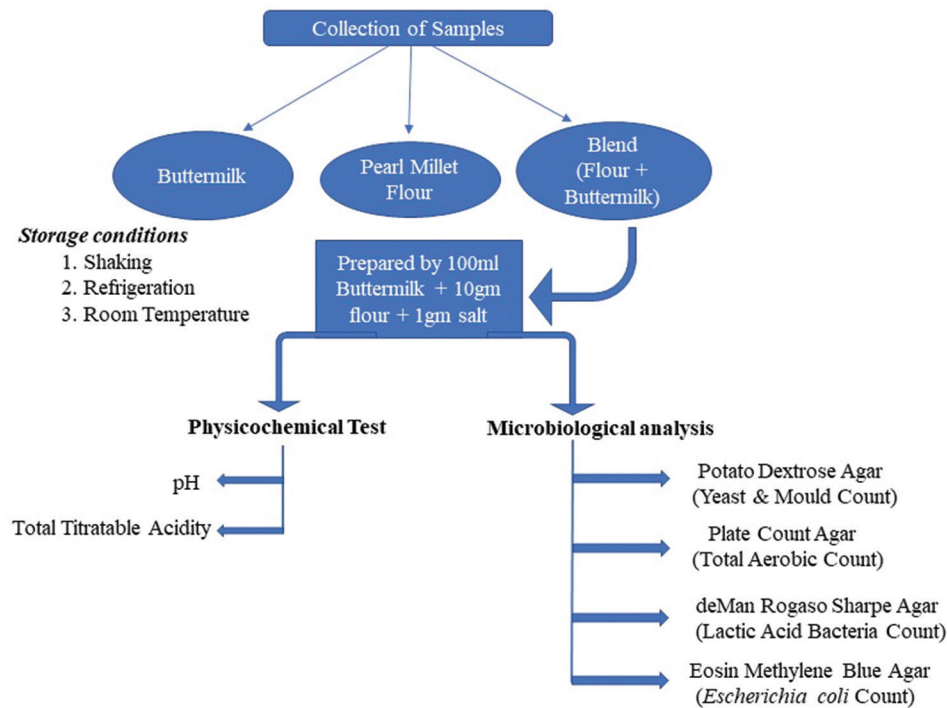 Collection of Samples
Buttermilk
Pearl Millet
Flour
Blend
(Flour +
Buttermilk)
Storage conditions
1. Shaking
2. Refrigeration
3. Room Temperature
Prepared by 100ml
Buttermilk + 10gm
flour + 1gm salt
Physicochemical Test
pH
Total Titratable Acidity
Microbiological analysis
Potato Dextrose Agar
(Yeast & Mould Count)
Plate Count Agar
(Total Aerobic Count)
deMan Rogaso Sharpe Agar
(Lactic Acid Bacteria Count)
Eosin Methylene Blue Agar
(Escherichia coli Count)